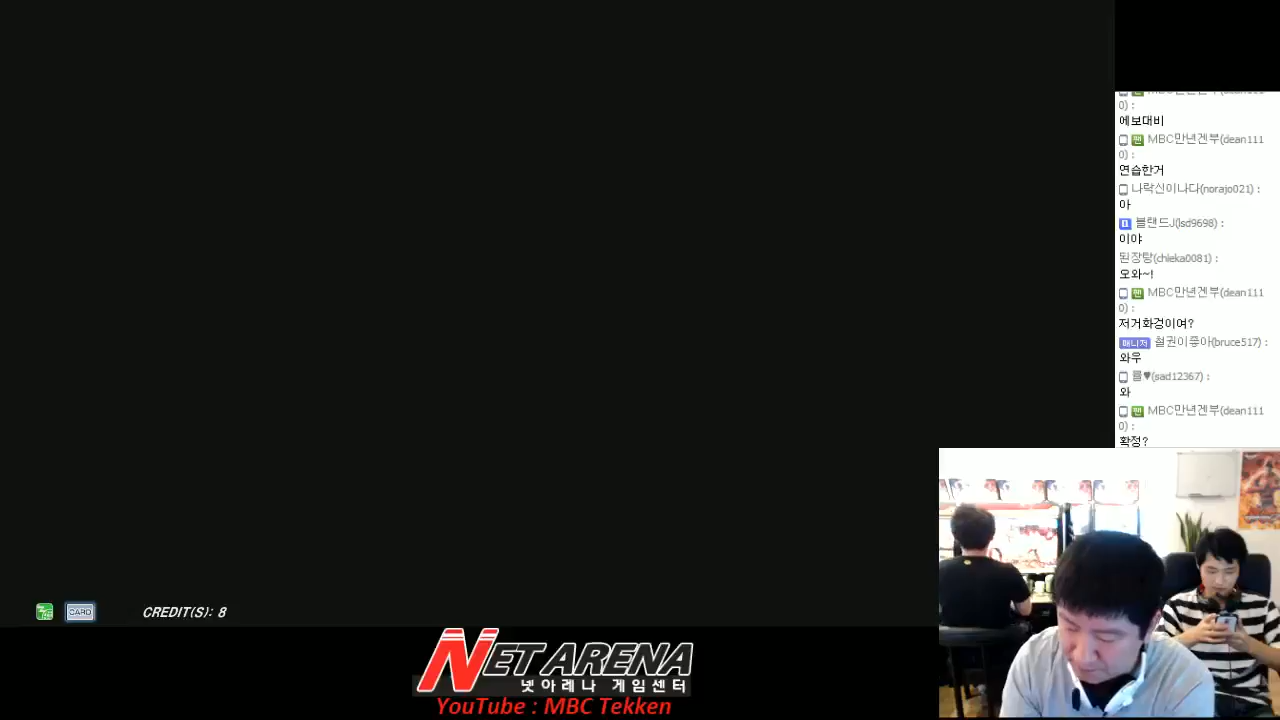 0) :
에보대비
MBC만년겐부(dean111
0) :
연습한거
나락신이나다(norajo021) :
아
블랜드J(lsd9698) :
이야
된장탕(chieka0081) :
모와~!
MBC만년겐부(dean111
0) :
저거화겅이여?
매니저 철권이좋아(bruce517) :
와우
를♥(sad12367) :
와
MBC만년겐부(dean111
0) :
확정?
CARD CREDIT(S): 8
NET ARENA
넷아레나 게임센터
YouTube : MBC Tekken